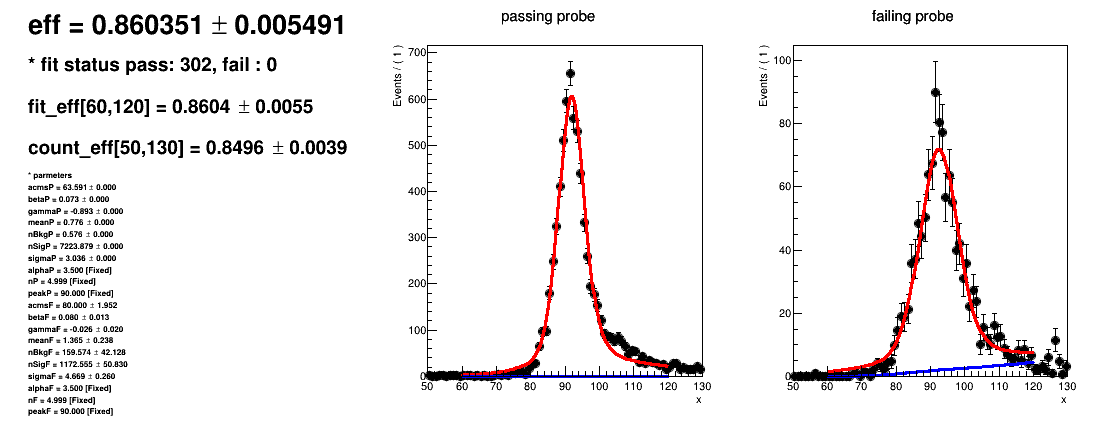 eff = 0.860351 ± 0.005491
* fit status pass: 302, fail : 0
fit_eff[60,120] = 0.8604 ± 0.0055
count_eff[50,130] = 0.8496 ± 0.0039
* parmeters
acmsP = 63.591 ± 0.000
betaP = 0.073 ± 0.000
gammaP = -0.893 ± 0.000
meanP = 0.776 ± 0.000
nBkgP = 0.576 ± 0.000
nSigP = 7223.879 ± 0.000
sigmaP = 3.036 ± 0.000
alphaP = 3.500 [Fixed]
nP = 4.999 [Fixed]
peakP = 90.000 [Fixed]
acmsF = 80.000 ± 1.952
betaF = 0.080 ± 0.013
gammaF = -0.026 ± 0.020
meanF = 1.365 ± 0.238
nBkgF = 159.574 ± 42.128
nSigF = 1172.555 ± 50.830
sigmaF = 4.669 ± 0.260
alphaF = 3.500 [Fixed]
nF = 4.999 [Fixed]
peakF = 90.000 [Fixed]
passing probe
Events / ( 1 )
700
600
500
400
300
200
100
0
50 60 70 80 90 100 110 120 130
x
failing probe
Events / ( 1 )
100
80
60
40
20
0
50 60 70 80 90 100 110 120 130
x